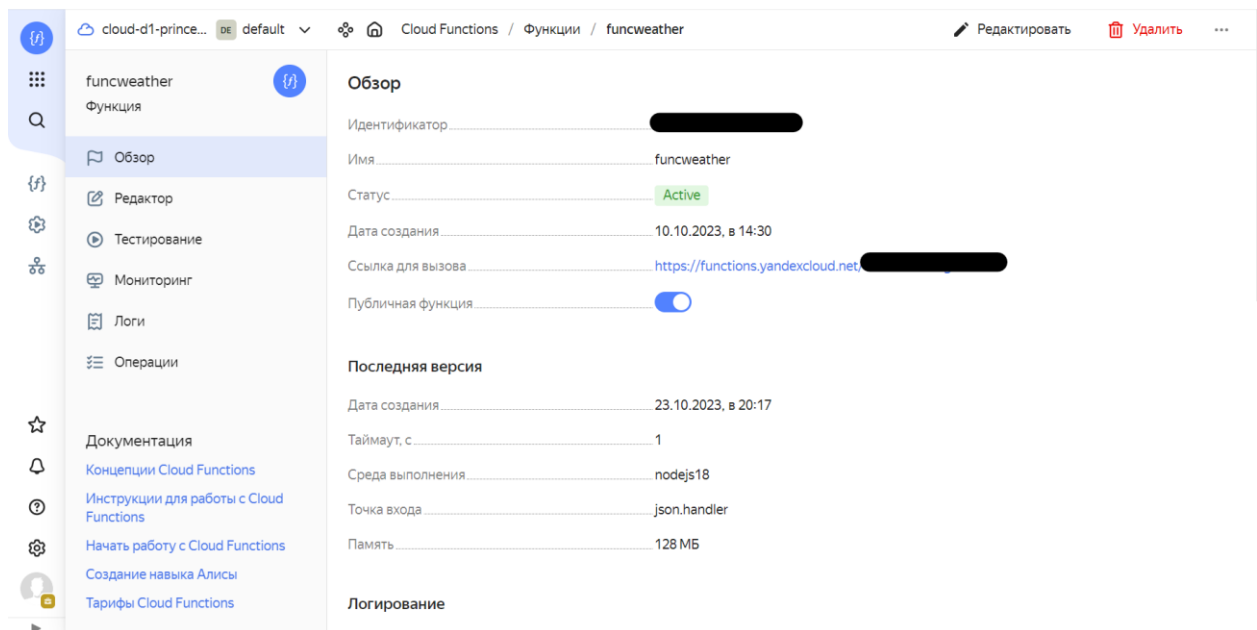 {f}
cloud-d1-prince... DE default
Cloud Functions / Функции / funcweather
Редактировать
Удалить
funcweather
Функция
{f}
Обзор
Редактор
Тестирование
Мониторинг
Логи
Операции
Документация
Концепции Cloud Functions
Инструкции для работы с Cloud
Functions
Начать работу с Cloud Functions
Создание навыка Алисы
Тарифы Cloud Functions
{f}
Обзор
Идентификатор
Имя funcweather
Статус Active
Дата создания 10.10.2023, в 14:30
Ссылка для вызова https://functions.yandexcloud.net/
Публичная функция
Последняя версия
Дата создания 23.10.2023, в 20:17
Таймаут, с 1
Среда выполнения nodejs18
Точка входа json.handler
Память 128 МБ
Логирование